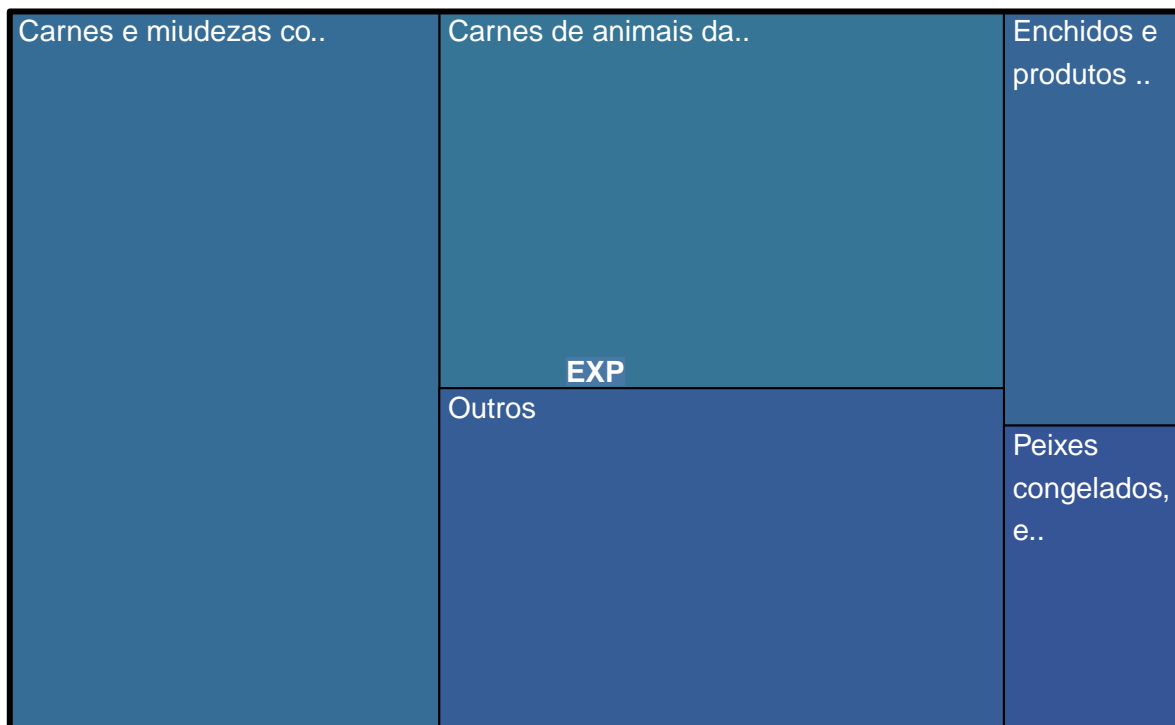 Carnes e miudezas co..
Carnes de animais da..
Enchidos e
produtos ..
EXP
Outros
Peixes
congelados,
e..